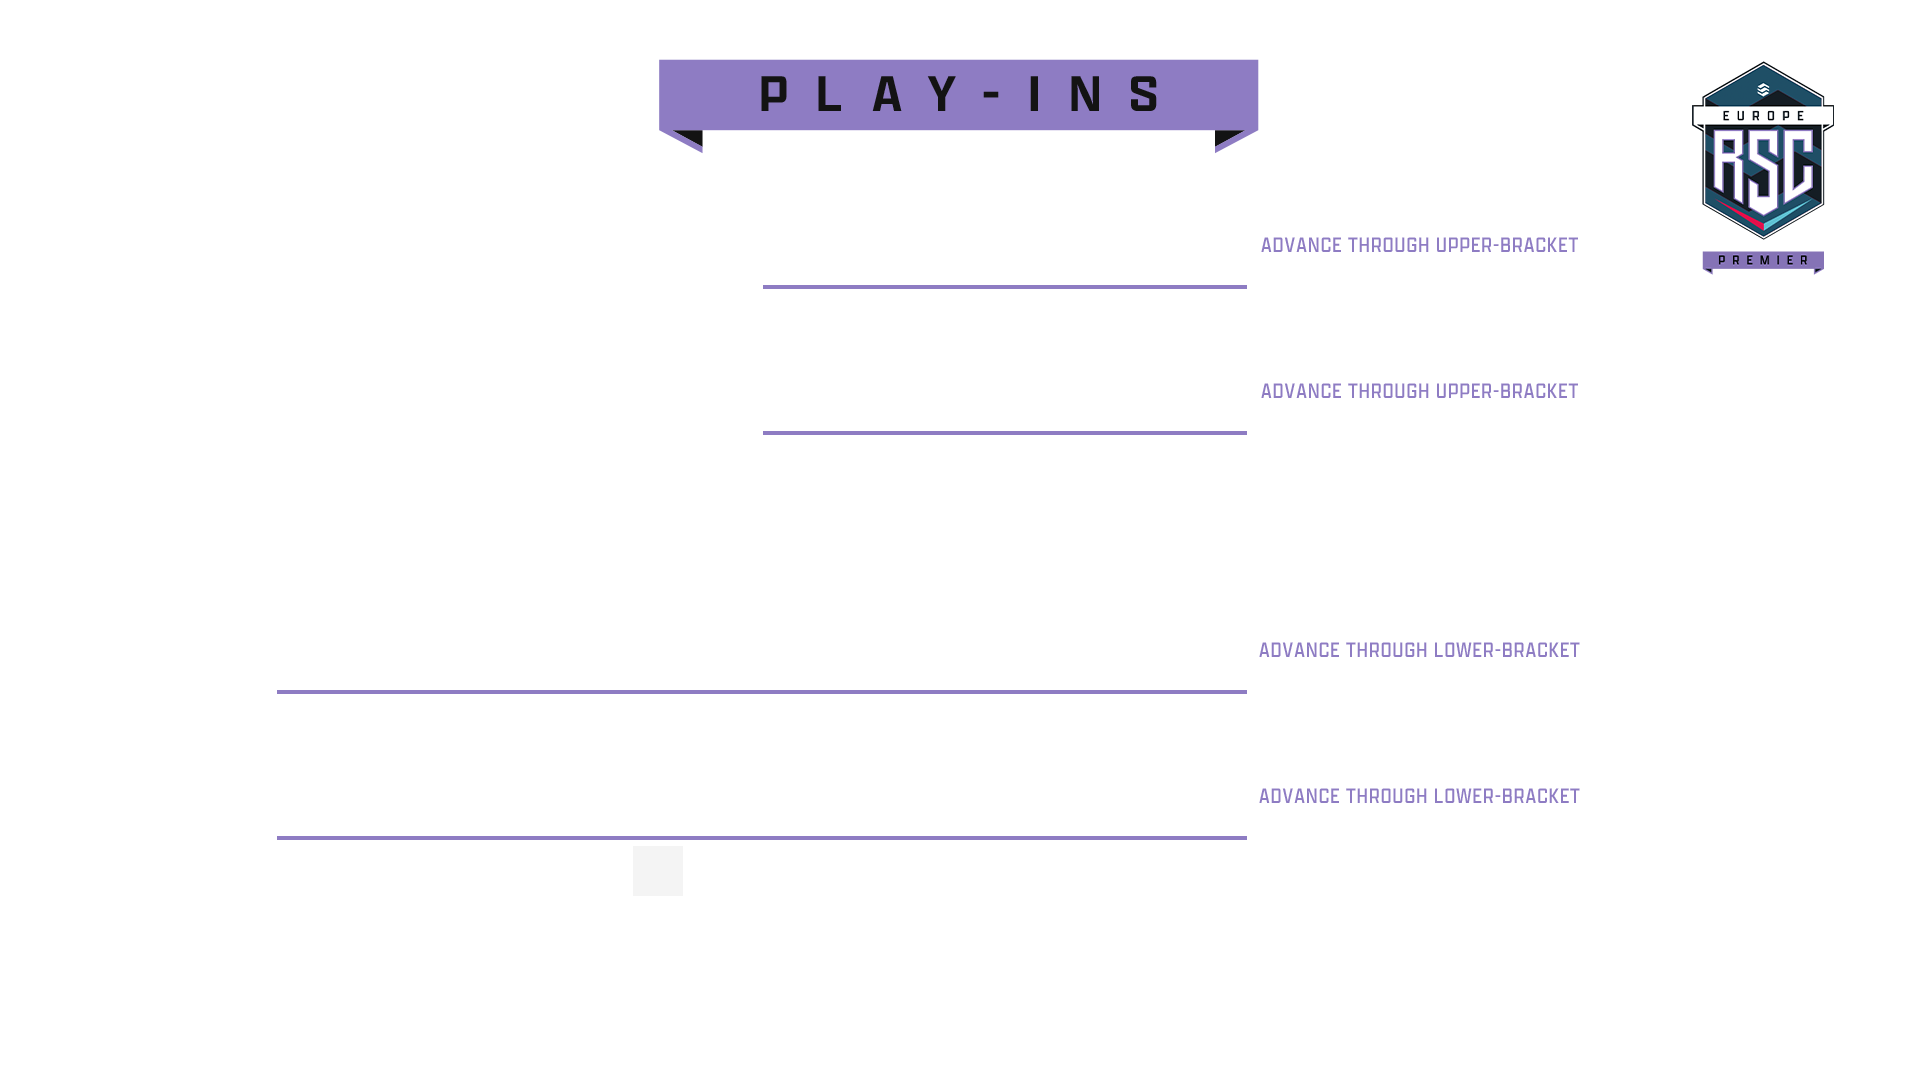 PLAY-INS
EUROPE
RSC
PREMIER
ADVANCE THROUGH UPPER-BRACKET
ADVANCE THROUGH UPPER-BRACKET
ADVANCE THROUGH LOWER-BRACKET
ADVANCE THROUGH LOWER-BRACKET